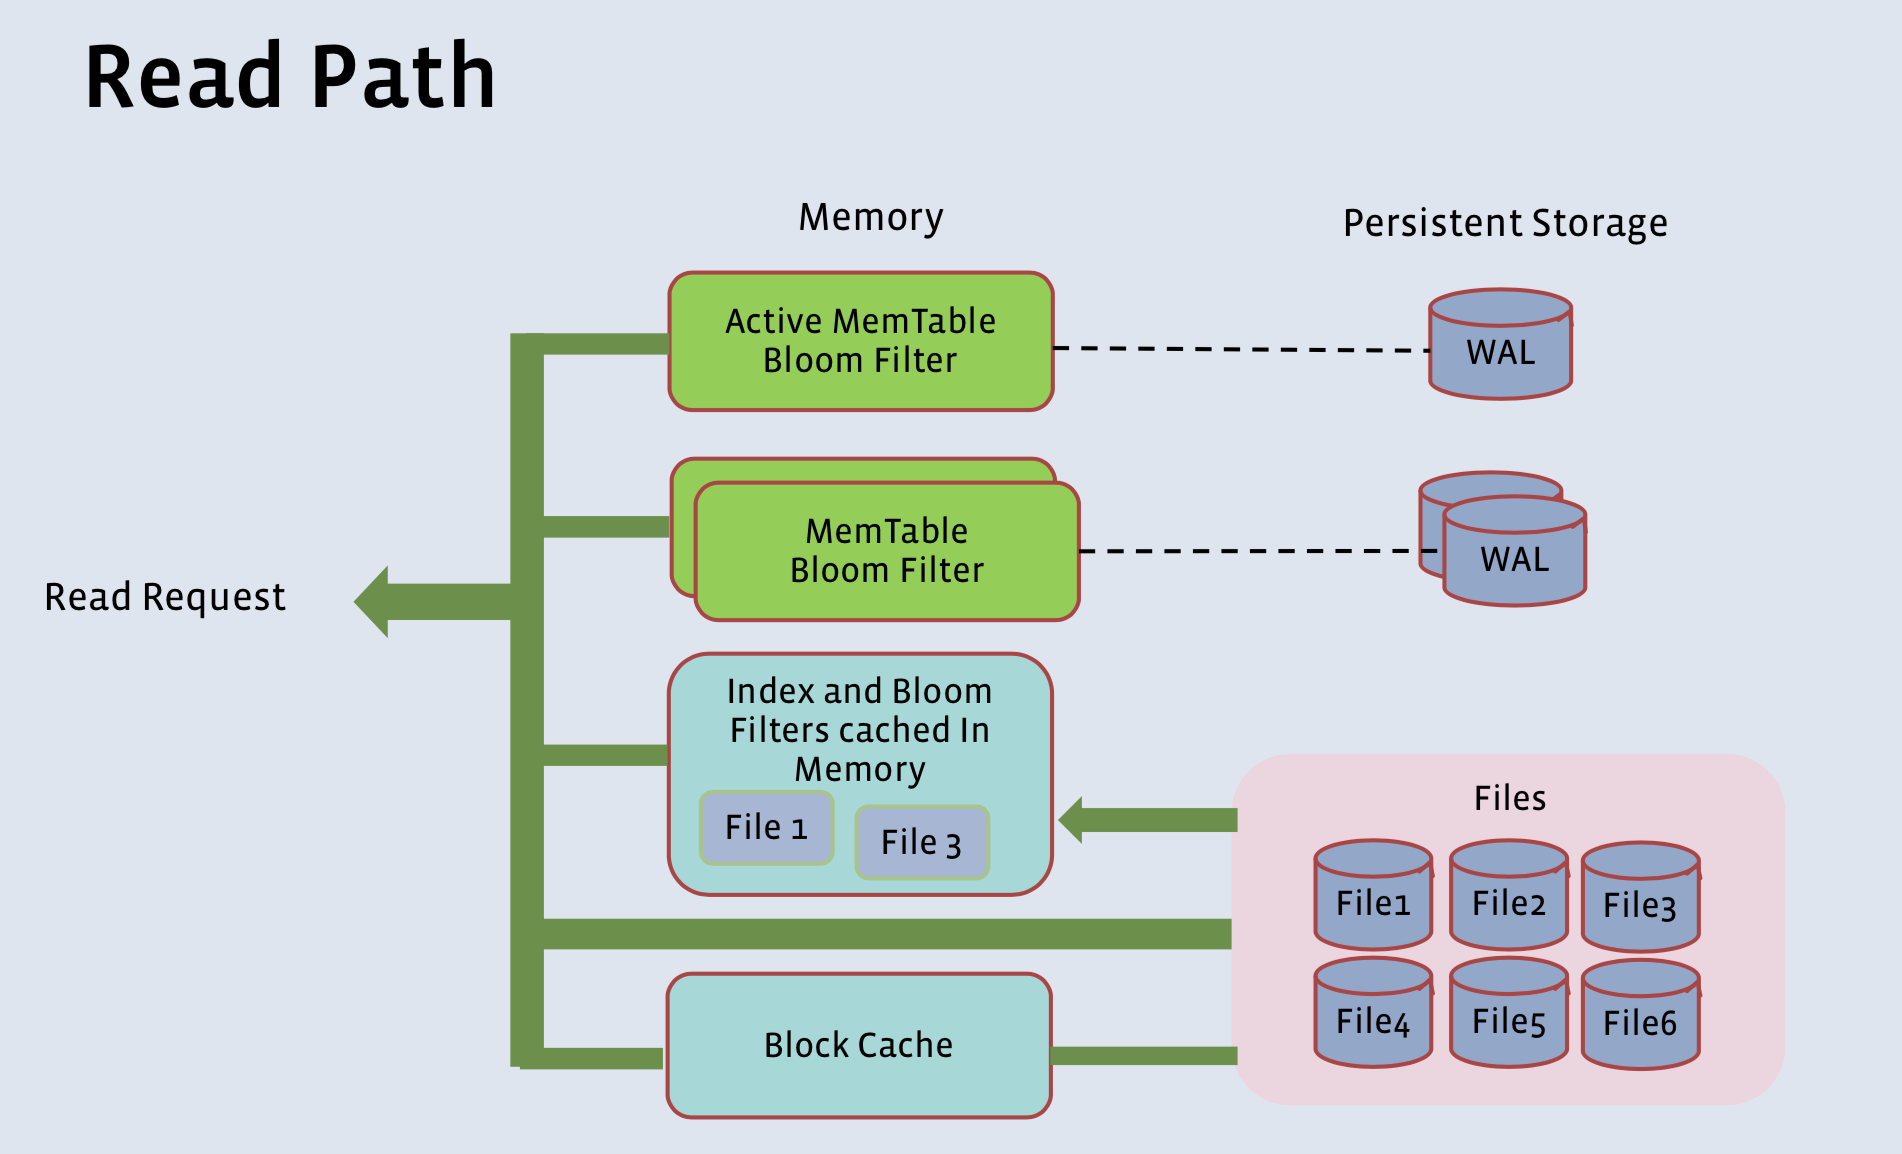 Read Path
Memory
Persistent Storage
Active MemTable
Bloom Filter
WAL
MemTable
Bloom Filter
WAL
Read Request
Index and Bloom
Filters cached In
Memory
File 1
File 3
Files
File1
File2
File3
File4
File5
File6
Block Cache